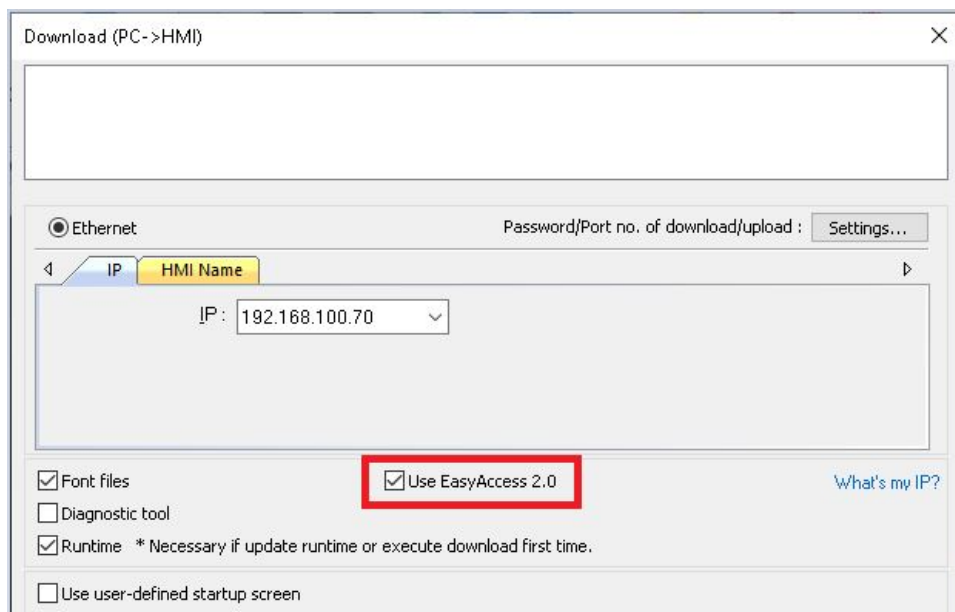 Download (PC->HMI)
Ethernet
Password/Port no. of download/upload :
Settings...
IP
HMI Name
IP :
192.168.100.70
Font files
Use EasyAccess 2.0
What's my IP?
Diagnostic tool
Runtime * Necessary if update runtime or execute download first time.
Use user-defined startup screen